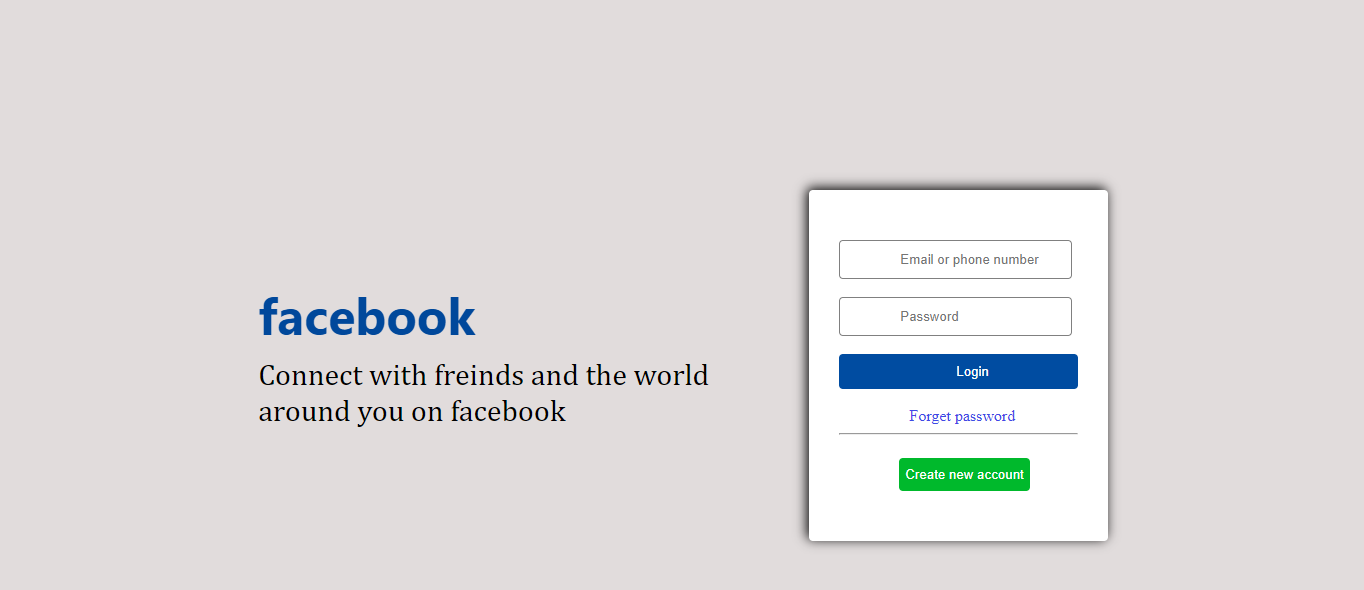 facebook
Connect with freinds and the world
around you on facebook
Email or phone number
Password
Login
Forget password
Create new account